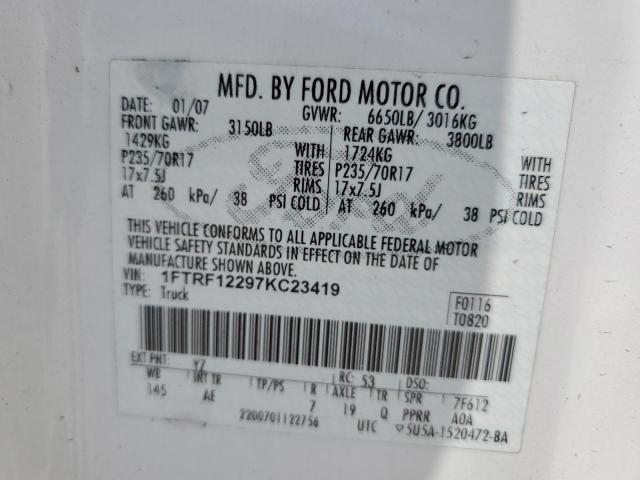 MFD. BY FORD MOTOR CO.
DATE: 01/07 GVWR: 6650LB/ 3016KG
FRONT GAWR: 3150LB REAR GAWR: 3800LB
1429KG WITH 1724KG WITH
P235/70R17 TIRES P235/70R17 TIRES
17x7.5J RIMS 17x7.5J RIMS
AT 260 kPa/ 38 PSI COLD AT 260 kPa/ 38 PSI COLD
Ford
THIS VEHICLE CONFORMS TO ALL APPLICABLE FEDERAL MOTOR
VEHICLE SAFETY STANDARDS IN EFFECT ON THE DATE OF
MANUFACTURE SHOWN ABOVE.
VIN: 1FTRF12297KC23419
TYPE: Truck
F0116
T0820
EXT PNT: YZ RC: 53 DSO:
WB INT TR TP/PS R AXLE TR SPR 7F612
145 AE 7 19 Q PPRR AOA
2200701122756 UTC 5U5A-1520472-BA